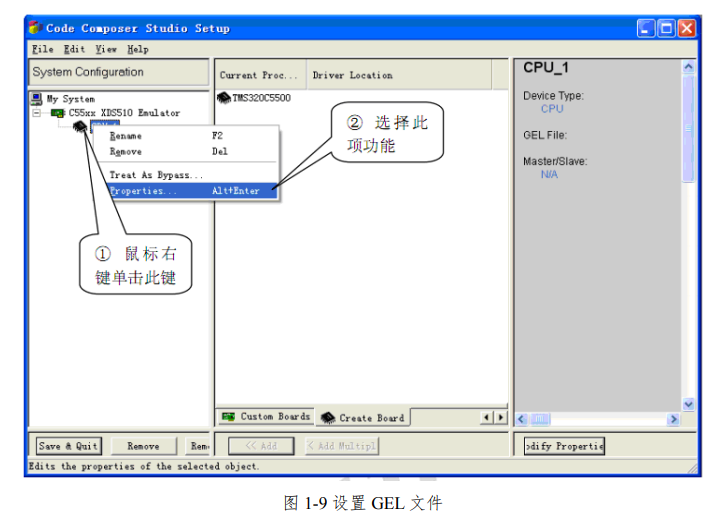 Code Composer Studio Setup
File Edit View Help
System Configuration
My System
C55xx XDS510 Emulator
Rename F2
Remove Del
Treat As Bypass...
Properties... Alt+Enter
① 鼠标右
键单击此键
Current Proc... Driver Location
TMS320C5500
② 选择此
项功能
Custom Boards Create Board
CPU_1
Device Type:
CPU
GEL File:
Master/Slave:
N/A
Save & Quit Remove Rem
<< Add < Add Multipl
odify Propertie
Edits the properties of the selected object.
图 1-9 设置 GEL 文件